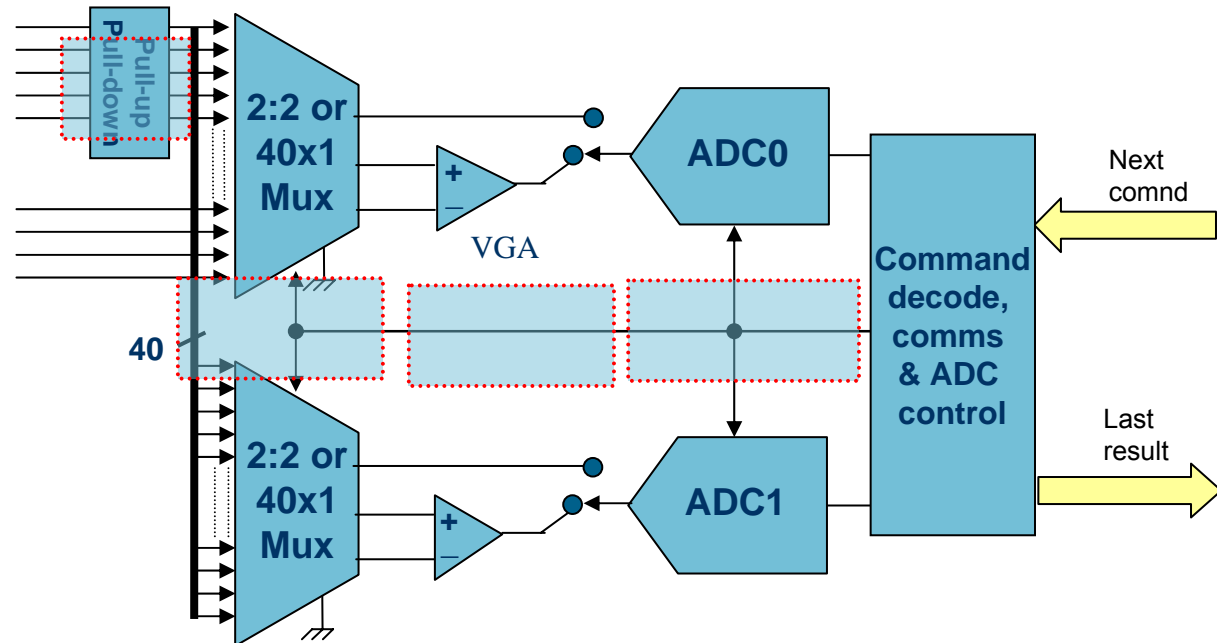 Pull-up
Pull-down
2:2 or
40x1
Mux
+
_
VGA
ADC0
Command
decode,
comms
& ADC
control
Next
comnd
40
2:2 or
40x1
Mux
+
_
ADC1
Last
result